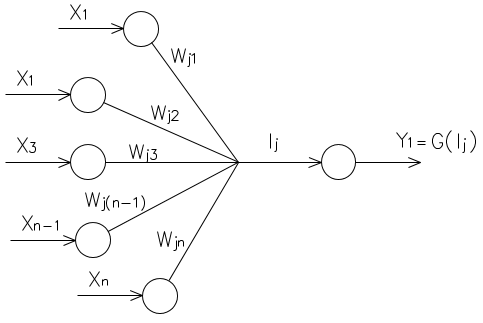 X1
Wj1
X1
Wj2
X3
Wj3
Ij
Y1=G(Ij)
Wj(n-1)
Xn-1
Wjn
Xn